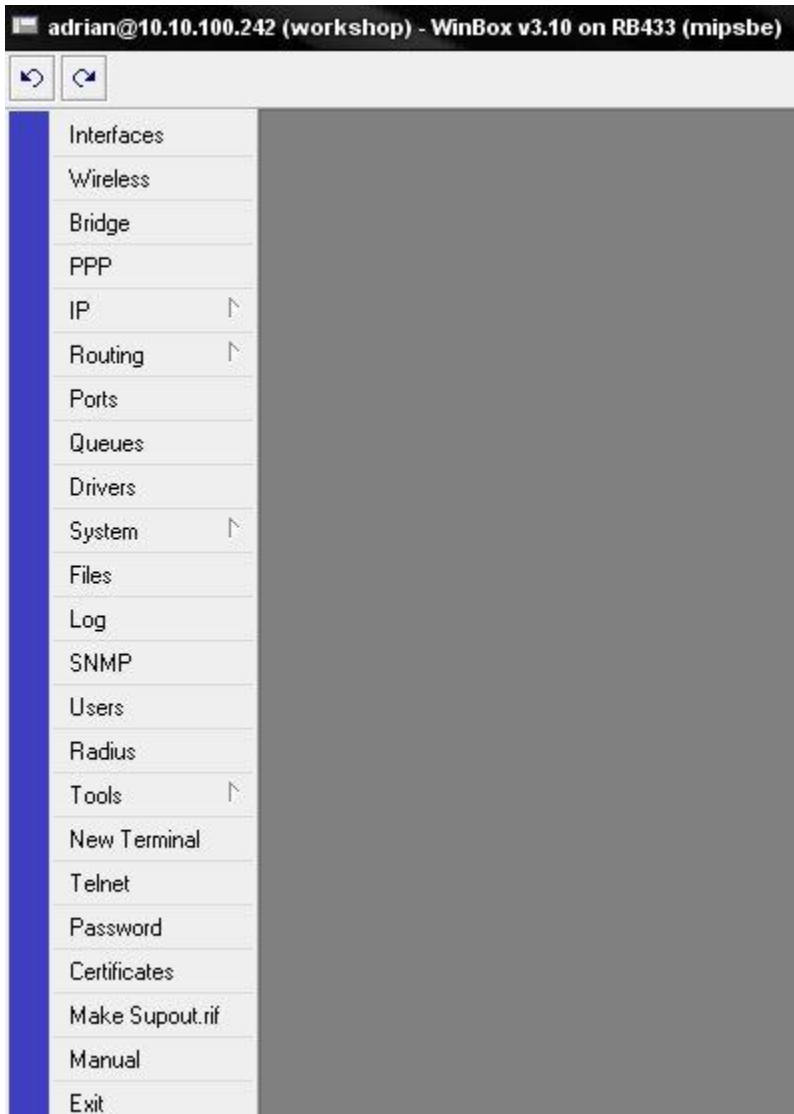 adrian@10.10.100.242 (workshop) - WinBox v3.10 on RB433 (mipsbe)
Interfaces
Wireless
Bridge
PPP
IP
Routing
Ports
Queues
Drivers
System
Files
Log
SNMP
Users
Radius
Tools
New Terminal
Telnet
Password
Certificates
Make Supout.rif
Manual
Exit